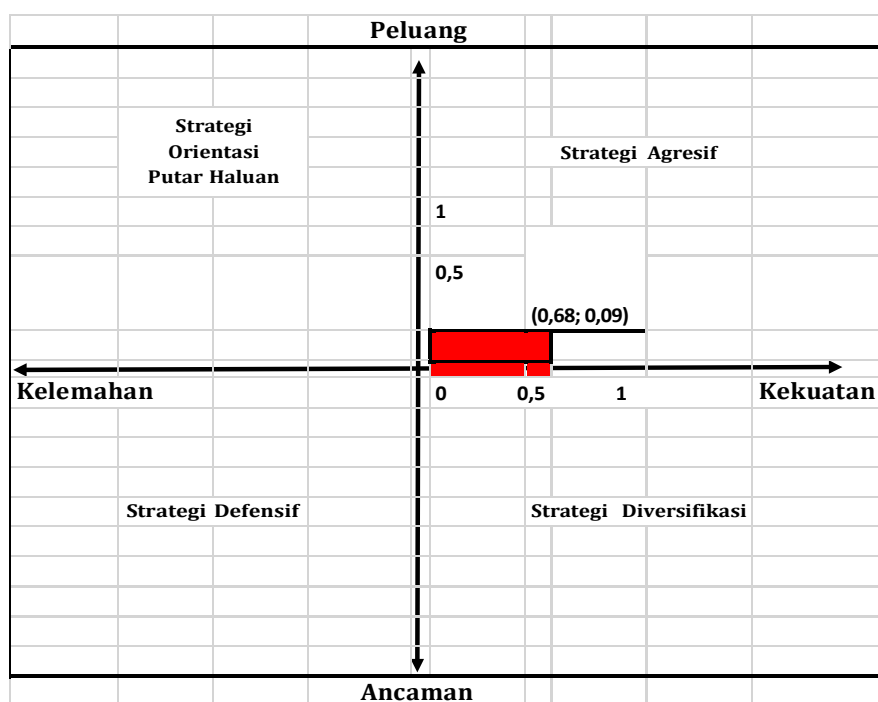 Peluang
Strategi
Orientasi
Putar Haluan
Strategi Agresif
1
0,5
(0,68; 0,09)
Kelemahan
0
0,5
1
Kekuatan
Strategi Defensif
Strategi Diversifikasi
Ancaman